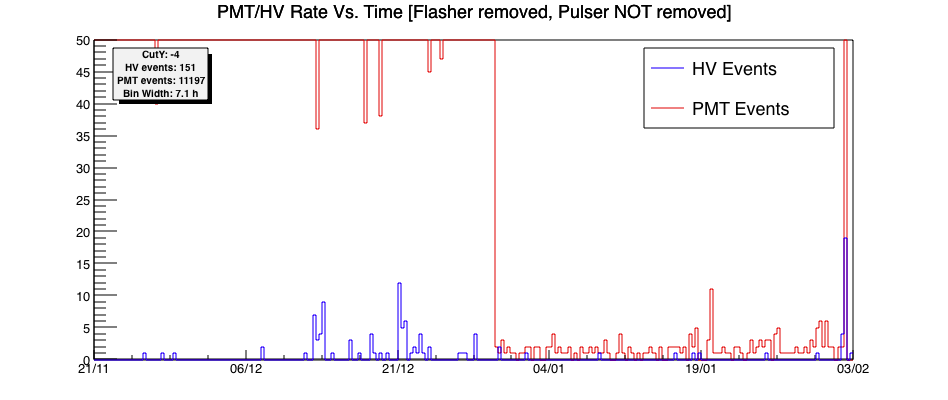 PMT/HV Rate Vs. Time [Flasher removed, Pulser NOT removed]
CutY: -4
HV events: 151
PMT events: 11197
Bin Width: 7.1 h
HV Events
PMT Events
50
45
40
35
30
25
20
15
10
5
0
21/11
06/12
21/12
04/01
19/01
03/02